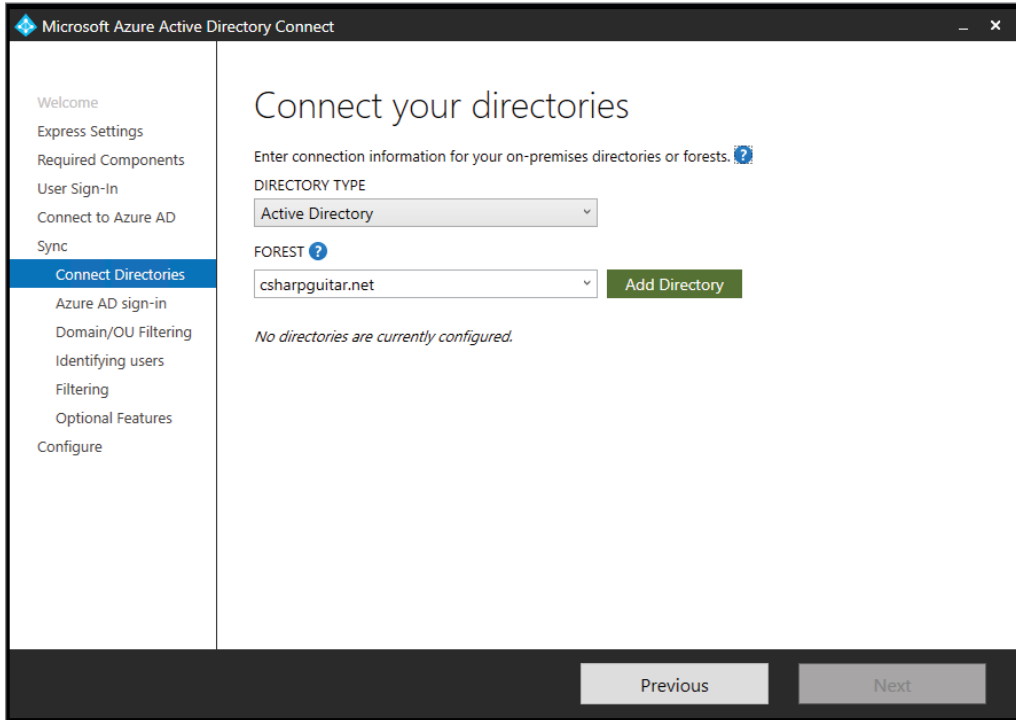 Microsoft Azure Active Directory Connect
Welcome
Express Settings
Required Components
User Sign-In
Connect to Azure AD
Sync
Connect Directories
Azure AD sign-in
Domain/OU Filtering
Identifying users
Filtering
Optional Features
Configure
Connect your directories
Enter connection information for your on-premises directories or forests. ?
DIRECTORY TYPE
Active Directory
FOREST ?
csharpguitar.net
Add Directory
No directories are currently configured.
Previous
Next